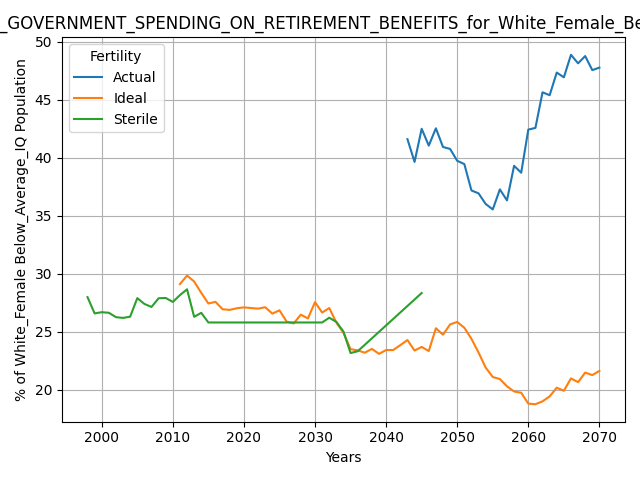 _GOVERNMENT_SPENDING_ON_RETIREMENT_BENEFITS_for_White_Female_Be
% of White_Female Below_Average_IQ Population
Fertility
Actual
Ideal
Sterile
50
45
40
35
30
25
20
2000 2010 2020 2030 2040 2050 2060 2070
Years